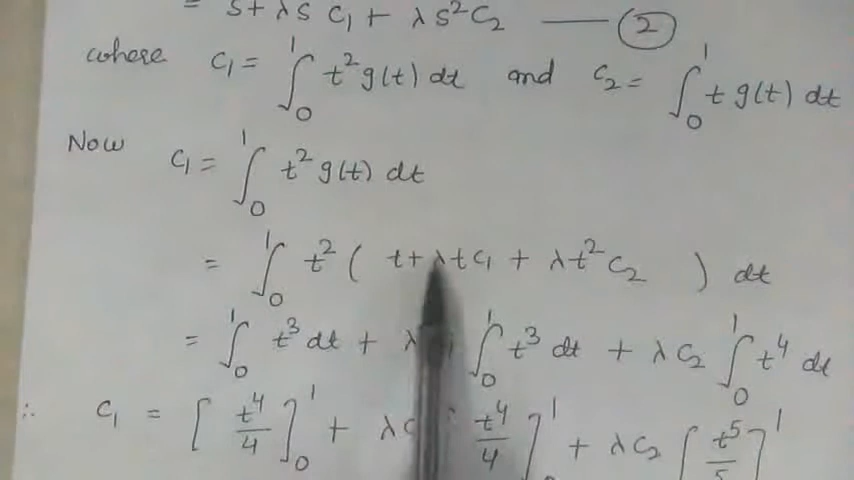 = s + λs c₁ + λs²c₂ —— ②
where c₁ = ∫₀¹ t² g(t) dt and c₂ = ∫₀¹ t g(t) dt
Now c₁ = ∫₀¹ t² g(t) dt
= ∫₀¹ t² ( t + λtc₁ + λt²c₂ ) dt
= ∫₀¹ t³ dt + λ ∫₀¹ t³ dt + λc₂ ∫₀¹ t⁴ dt
∴ c₁ = [ t⁴/4 ]₀¹ + λc t⁴/4 ]₀¹ + λc₂ [ t⁵/5 ]¹